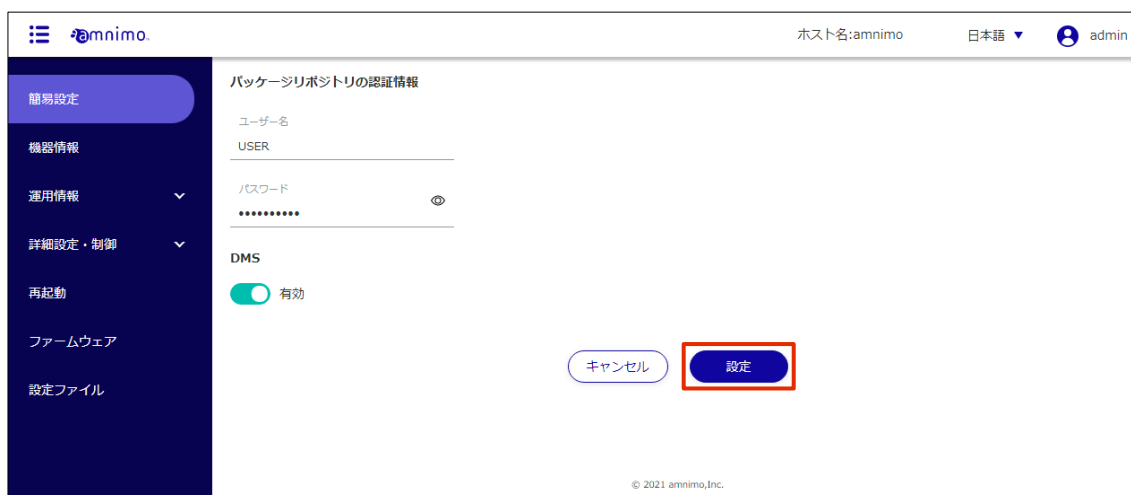 amnimo
ホスト名:amnimo
日本語 ▼
admin
簡易設定
機器情報
運用情報
詳細設定・制御
再起動
ファームウェア
設定ファイル
パッケージリポジトリの認証情報
ユーザー名
USER
パスワード
••••••••••
DMS
有効
キャンセル
設定
© 2021 amnimo,Inc.